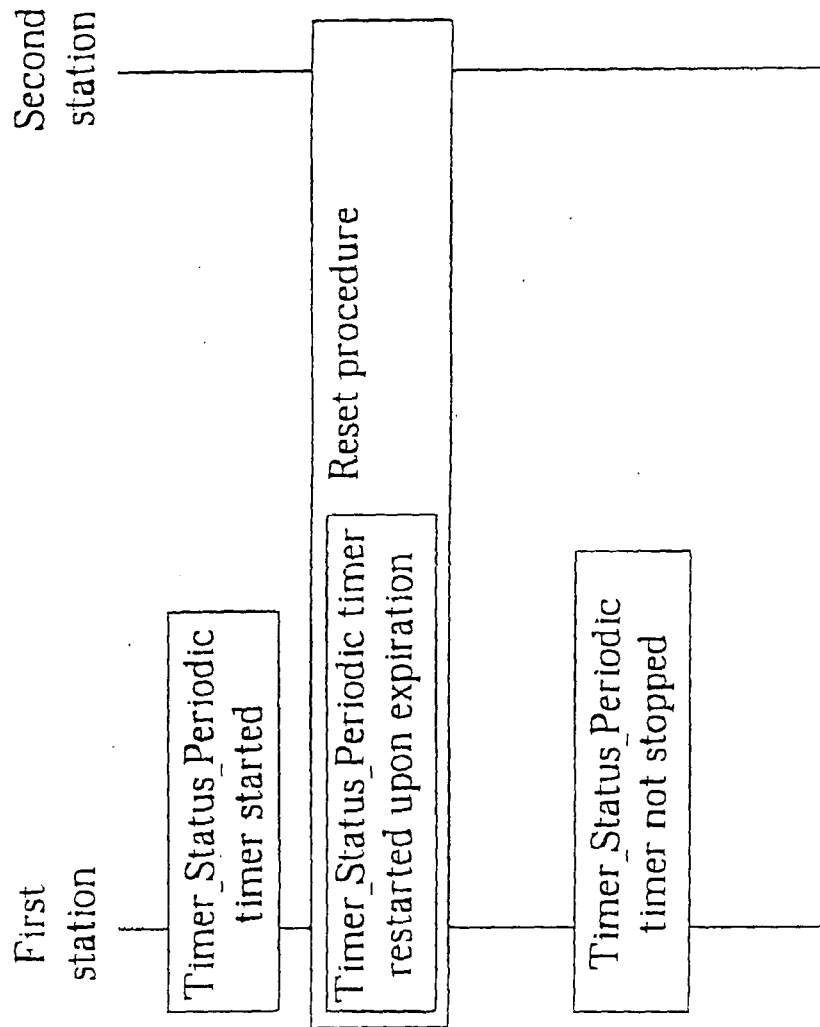 First
station
Second
station
Timer_Status_Periodic
timer started
Timer_Status_Periodic timer
restarted upon expiration
Reset procedure
Timer_Status_Periodic
timer not stopped